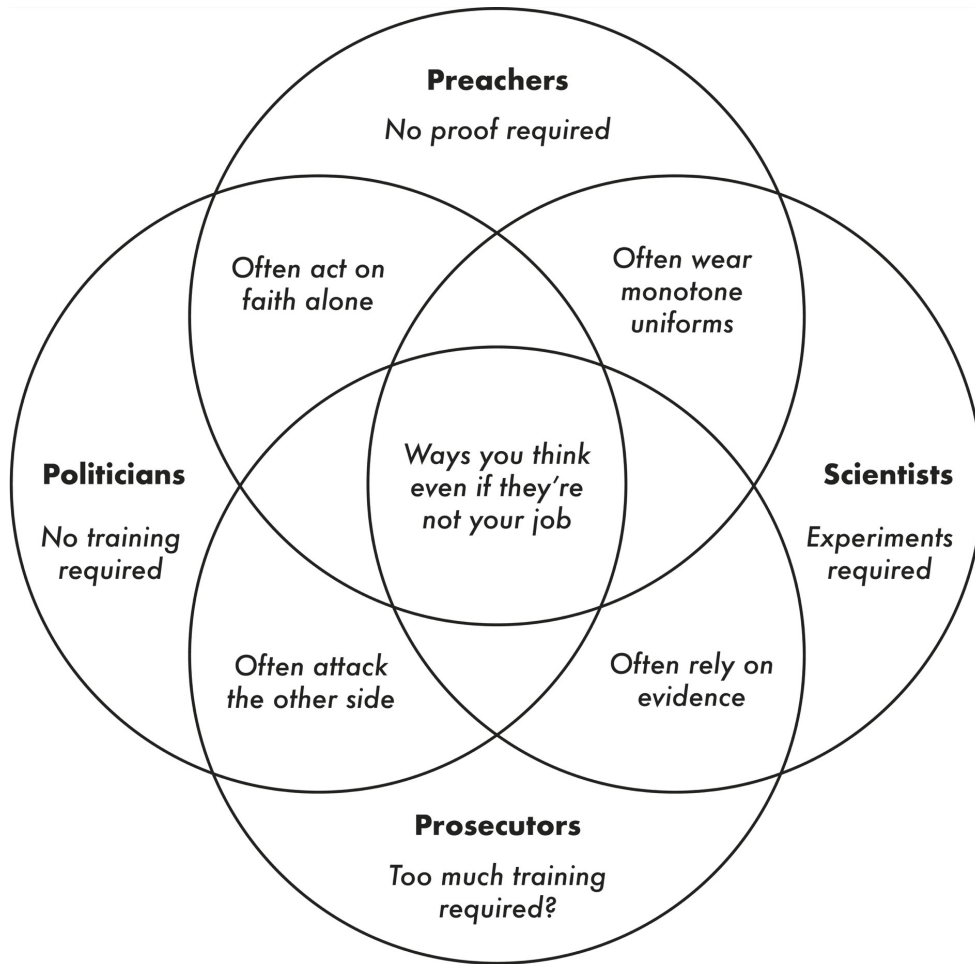 Preachers
No proof required
Often act on
faith alone
Often wear
monotone
uniforms
Politicians
No training
required
Ways you think
even if they're
not your job
Scientists
Experiments
required
Often attack
the other side
Often rely on
evidence
Prosecutors
Too much training
required?